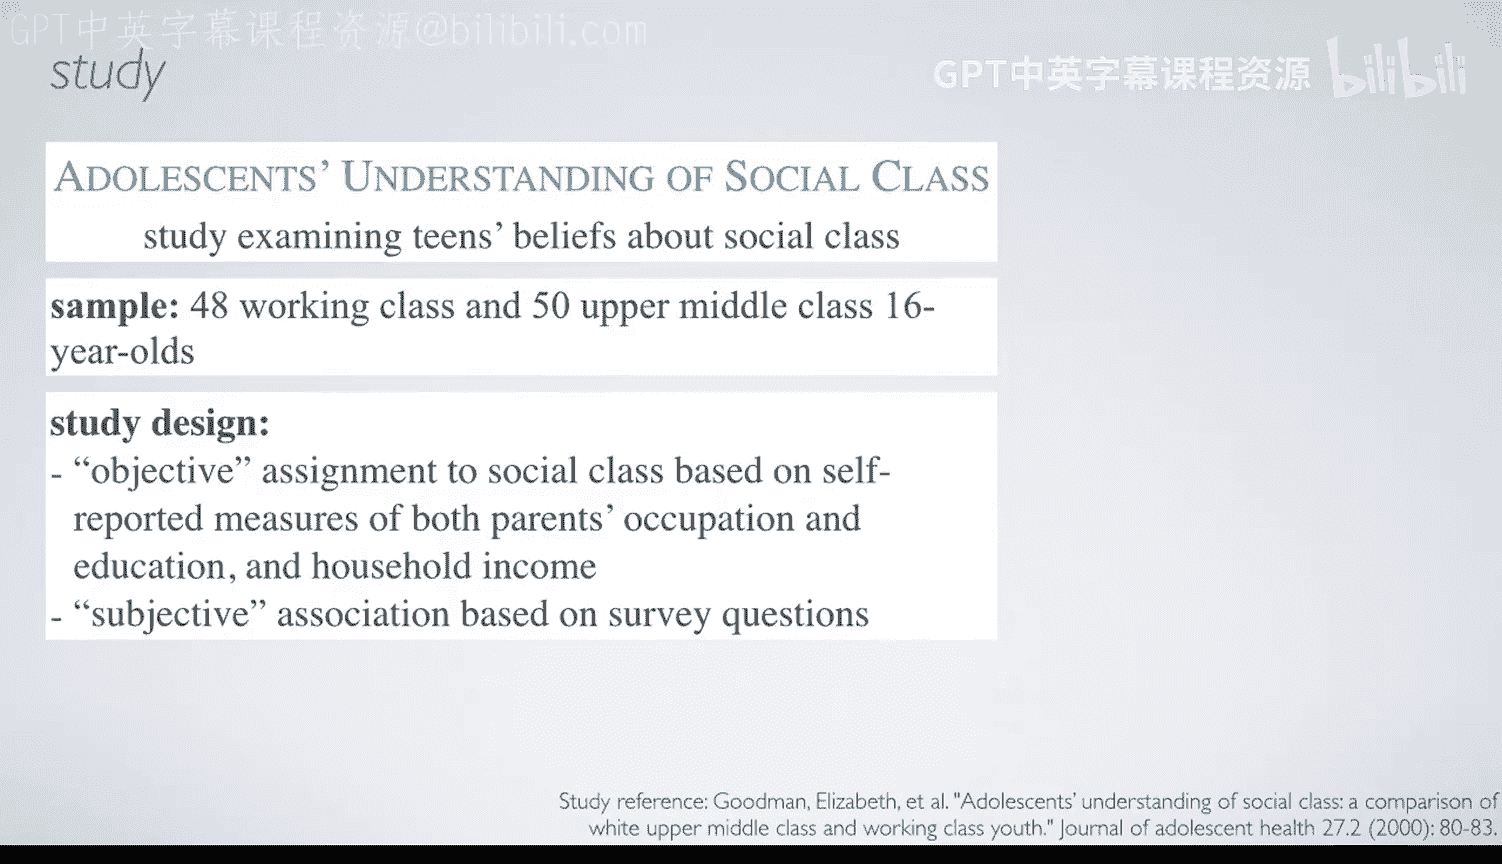 GPT中英字幕课程资源@bilibili.com
study
GPT中英字幕课程资源 bilibili
ADOLESCENTS’ UNDERSTANDING OF SOCIAL CLASS
study examining teens’ beliefs about social class
sample: 48 working class and 50 upper middle class 16-
year-olds
study design:
- “objective” assignment to social class based on self-
reported measures of both parents’ occupation and
education, and household income
- “subjective” association based on survey questions
Study reference: Goodman, Elizabeth, et al. "Adolescents’ understanding of social class: a comparison of
white upper middle class and working class youth." Journal of adolescent health 27.2 (2000): 80-83.